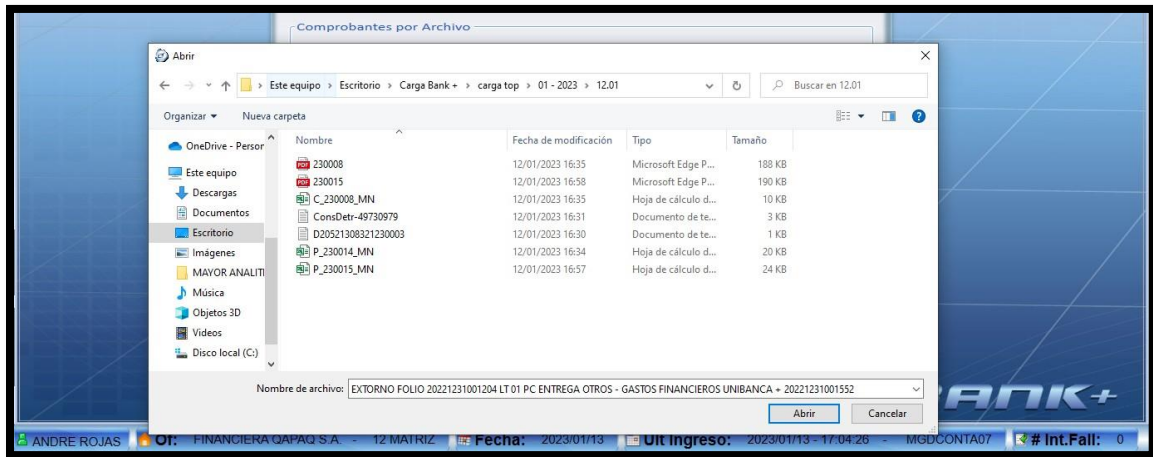 Comprobantes por Archivo
Abrir
Este equipo > Escritorio > Carga Bank + > carga top > 01 - 2023 > 12.01
Buscar en 12.01
Organizar
Nueva carpeta
Nombre Fecha de modificación Tipo Tamaño
OneDrive - Person
Este equipo
Descargas
Documentos
Escritorio
Imágenes
MAYOR ANALITI
Música
Objetos 3D
Videos
Disco local (C:)
PDF 230008 12/01/2023 16:35 Microsoft Edge P... 188 KB
PDF 230015 12/01/2023 16:58 Microsoft Edge P... 190 KB
C_230008_MN 12/01/2023 16:35 Hoja de cálculo d... 10 KB
ConsDetr-49730979 12/01/2023 16:31 Documento de te... 3 KB
D20521308321230003 12/01/2023 16:30 Documento de te... 1 KB
P_230014_MN 12/01/2023 16:34 Hoja de cálculo d... 20 KB
P_230015_MN 12/01/2023 16:57 Hoja de cálculo d... 24 KB
Nombre de archivo: EXTORNO FOLIO 20221231001204 LT 01 PC ENTREGA OTROS - GASTOS FINANCIEROS UNIBANCA + 20221231001552
Abrir Cancelar
BANK+
ANDRE ROJAS Of: FINANCIERA QAPAQ S.A. - 12 MATRIZ Fecha: 2023/01/13 Ult Ingreso: 2023/01/13 - 17:04:26 - MGDCONTA07 # Int.Fall: 0